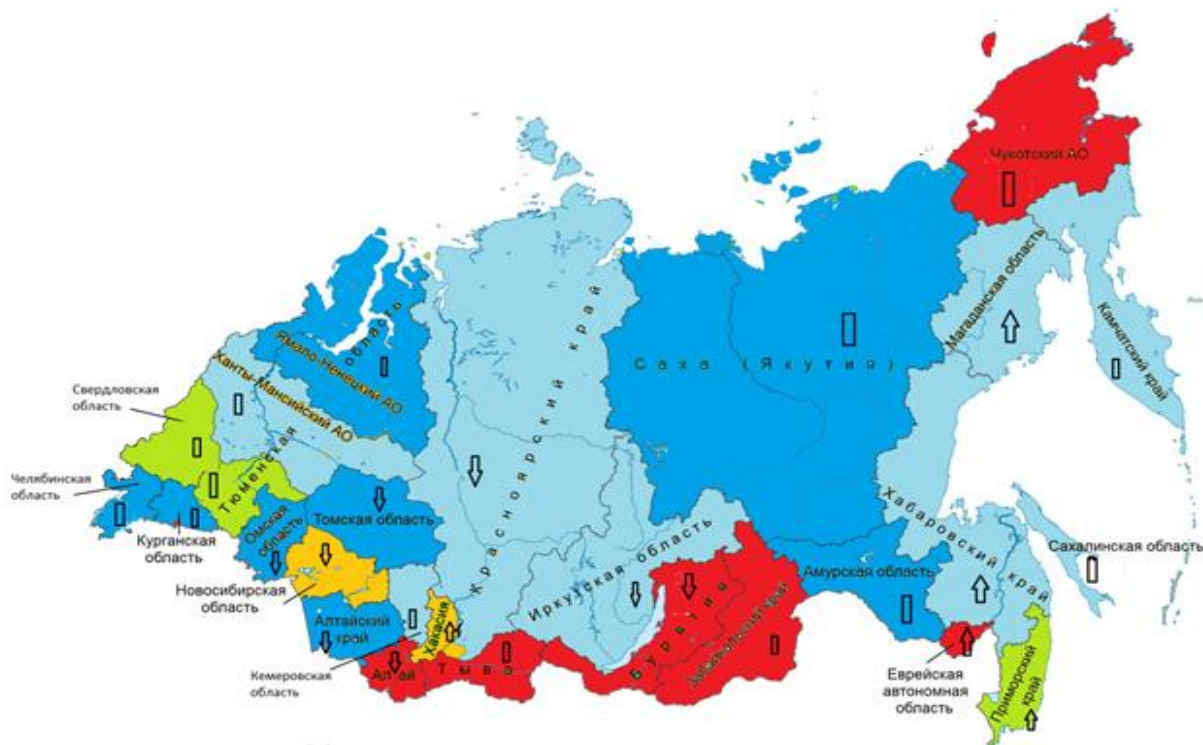 Чукотский АО
Магаданская область
Камчатский край
Саха (Якутия)
Красноярский край
Ямало-Ненецкий АО
Ханты-Мансийский АО
Тюменская область
Свердловская
область
Челябинская
область
Курганская
область
Омская
область
Томская область
Новосибирская
область
Алтайский
край
Кемеровская
область
Хакасия
Алтай
Тыва
Иркутская область
Бурятия
Забайкальский край
Амурская область
Хабаровский край
Сахалинская область
Еврейская
автономная
область
Приморский
край